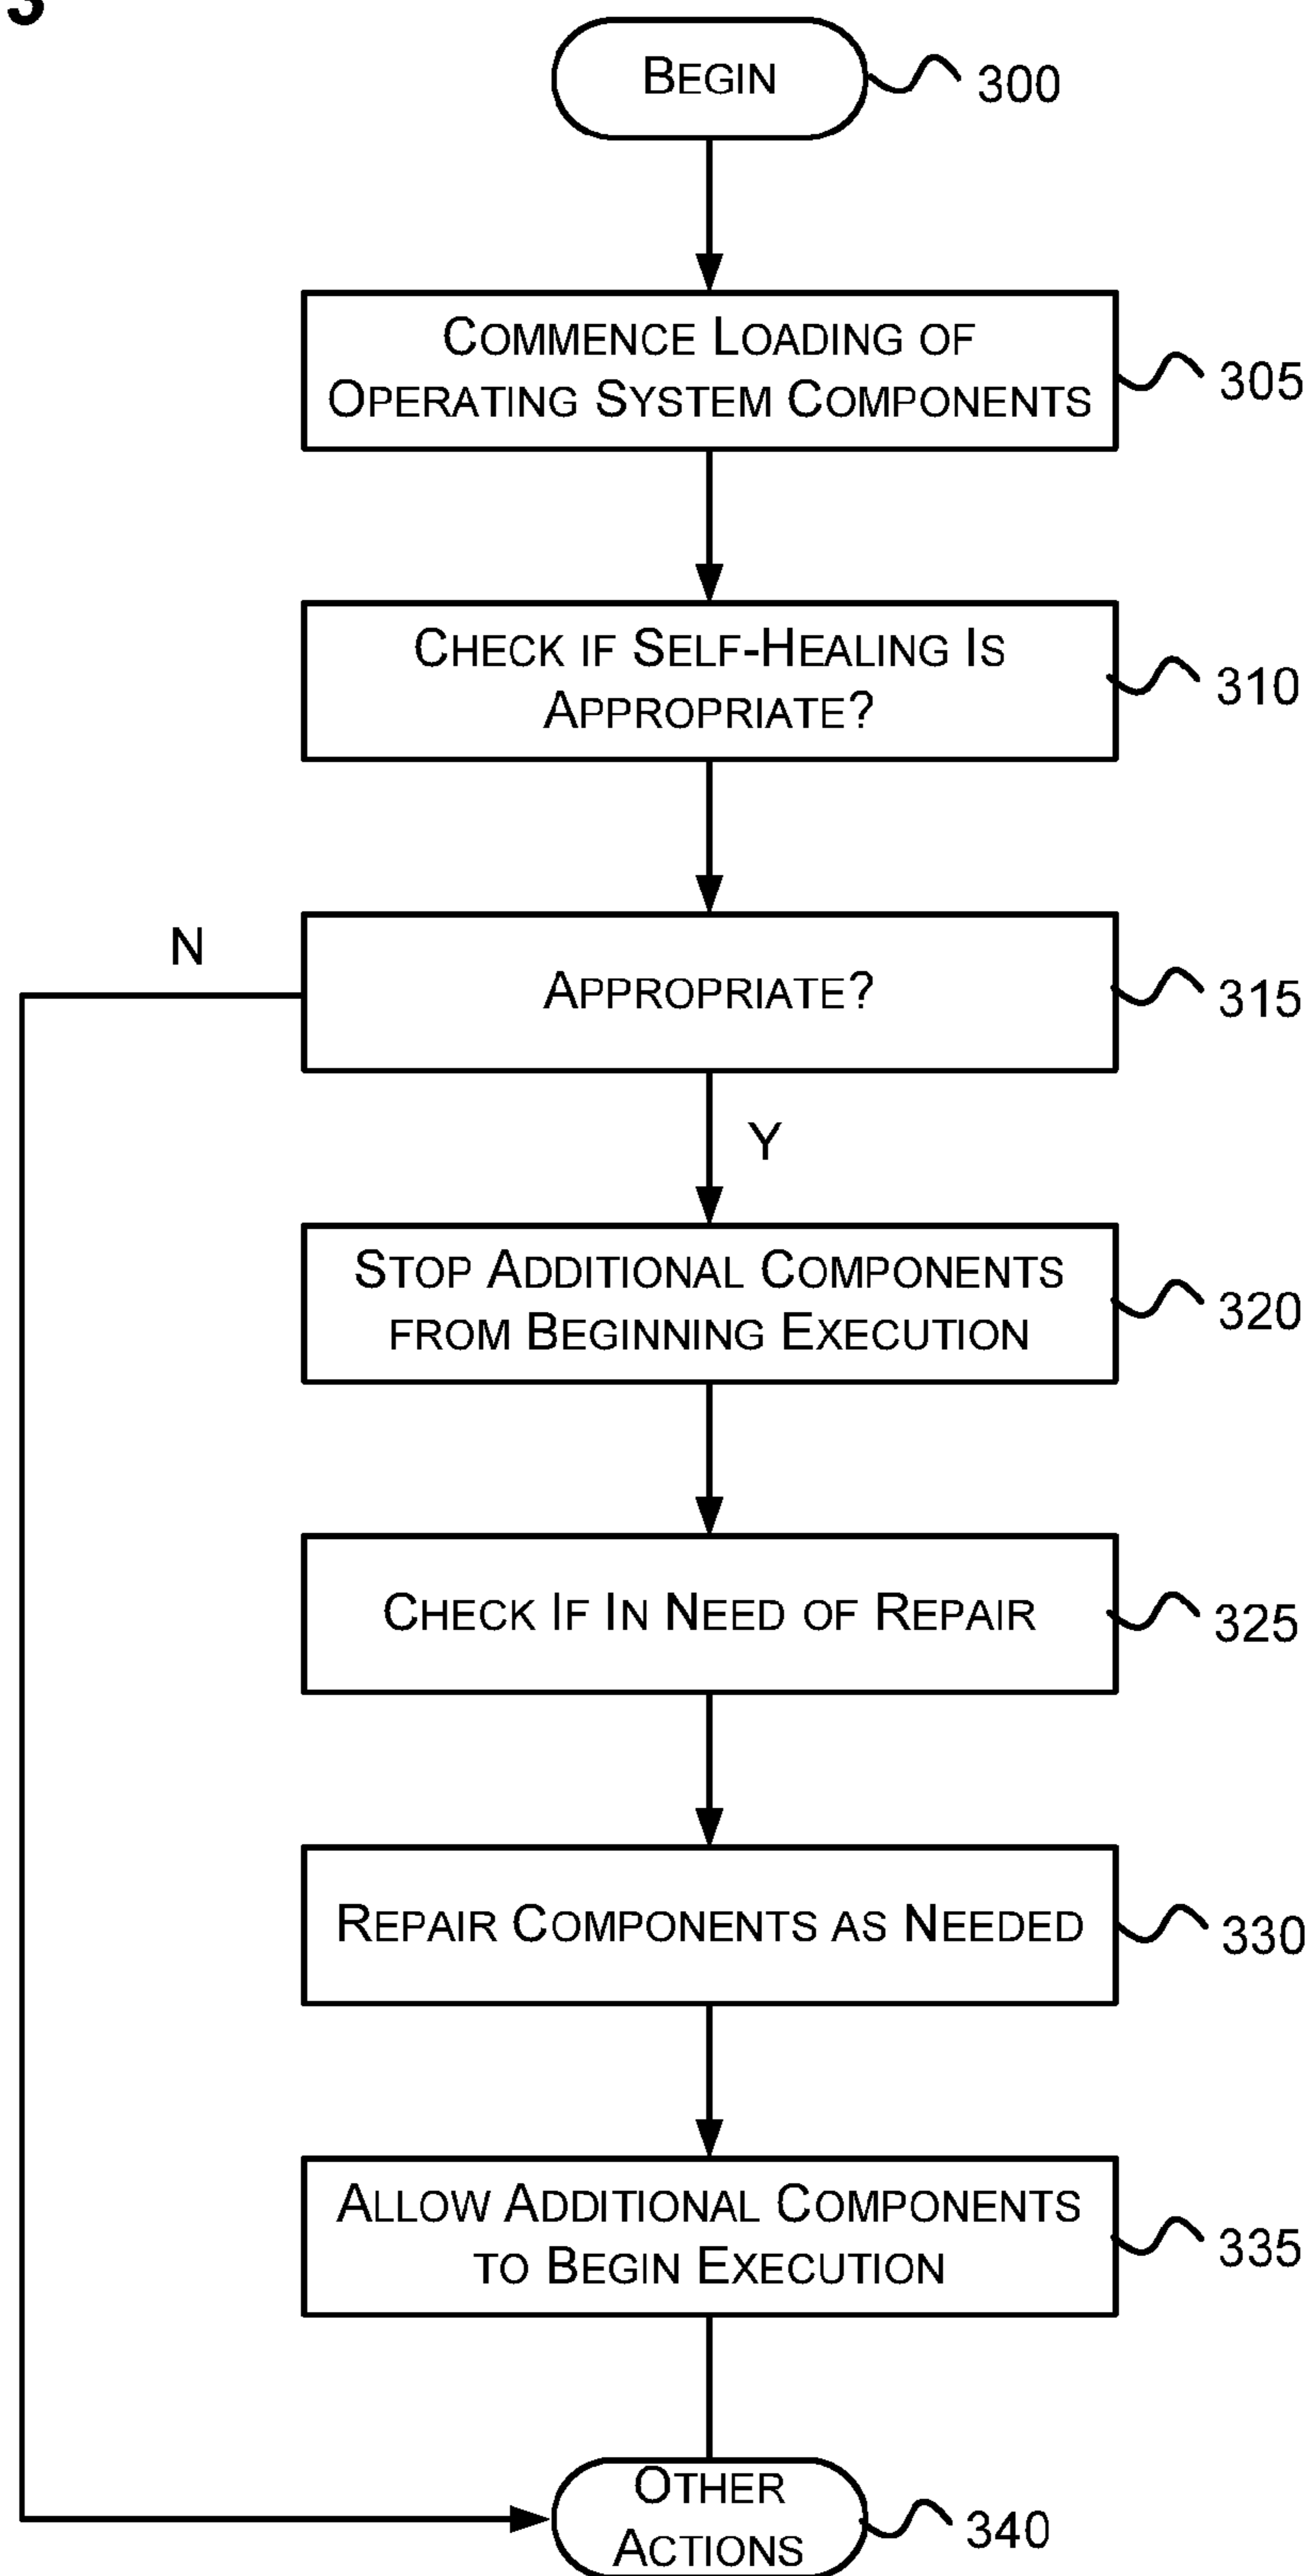 3
BEGIN
300
COMMENCE LOADING OF
OPERATING SYSTEM COMPONENTS
305
CHECK IF SELF-HEALING IS
APPROPRIATE?
310
N
APPROPRIATE?
315
Y
STOP ADDITIONAL COMPONENTS
FROM BEGINNING EXECUTION
320
CHECK IF IN NEED OF REPAIR
325
REPAIR COMPONENTS AS NEEDED
330
ALLOW ADDITIONAL COMPONENTS
TO BEGIN EXECUTION
335
OTHER
ACTIONS
340